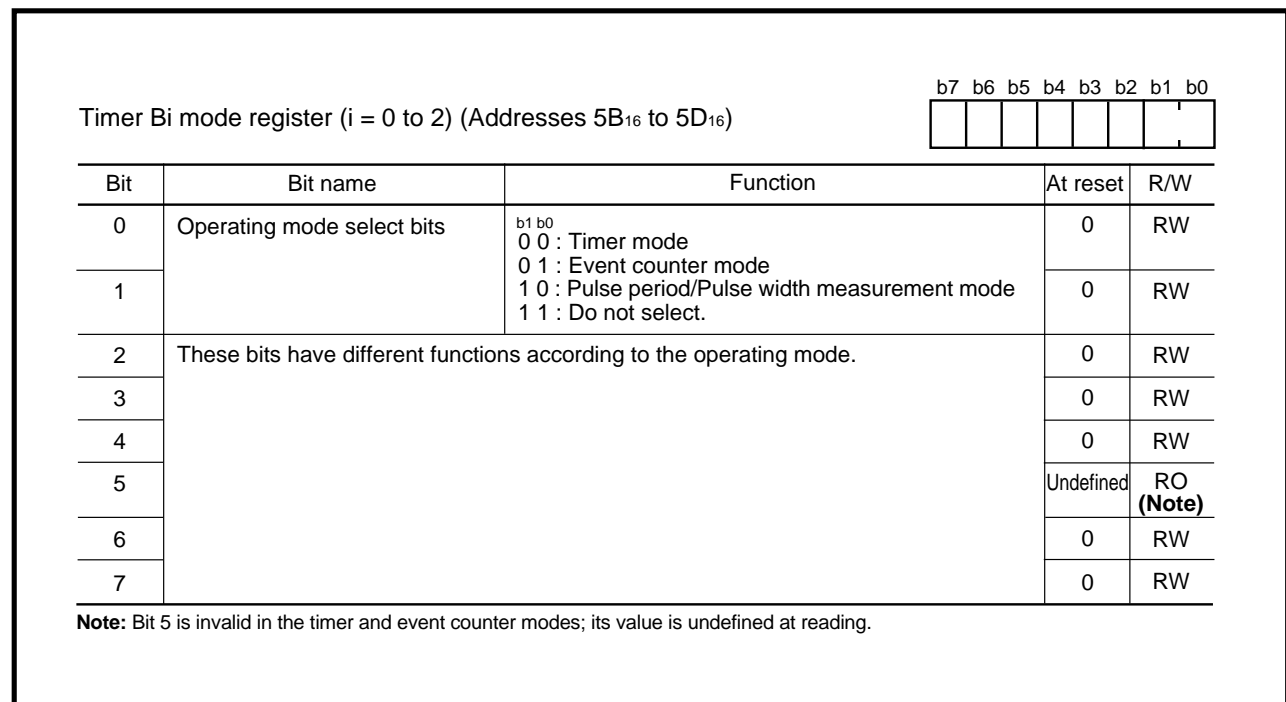 b7 b6 b5 b4 b3 b2 b1 b0
Timer Bi mode register (i = 0 to 2) (Addresses 5B16 to 5D16)
Bit Bit name Function At reset R/W
0 Operating mode select bits b1 b0 0 RW
0 0 : Timer mode
0 1 : Event counter mode
1 1 0 : Pulse period/Pulse width measurement mode 0 RW
1 1 : Do not select.
2 These bits have different functions according to the operating mode. 0 RW
3 0 RW
4 0 RW
5 Undefined RO
(Note)
6 0 RW
7 0 RW
Note: Bit 5 is invalid in the timer and event counter modes; its value is undefined at reading.